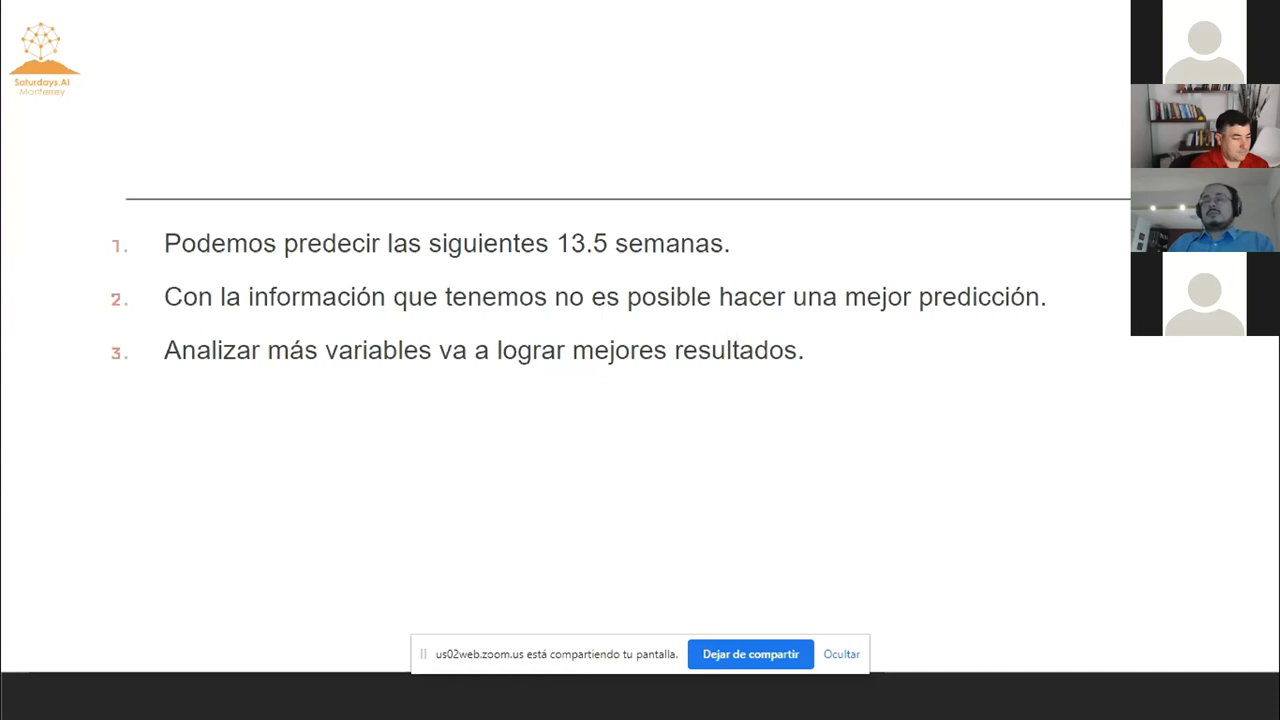 Saturdays.AI
Monterrey
1. Podemos predecir las siguientes 13.5 semanas.
2. Con la información que tenemos no es posible hacer una mejor predicción.
3. Analizar más variables va a lograr mejores resultados.
us02web.zoom.us está compartiendo tu pantalla. Dejar de compartir Ocultar